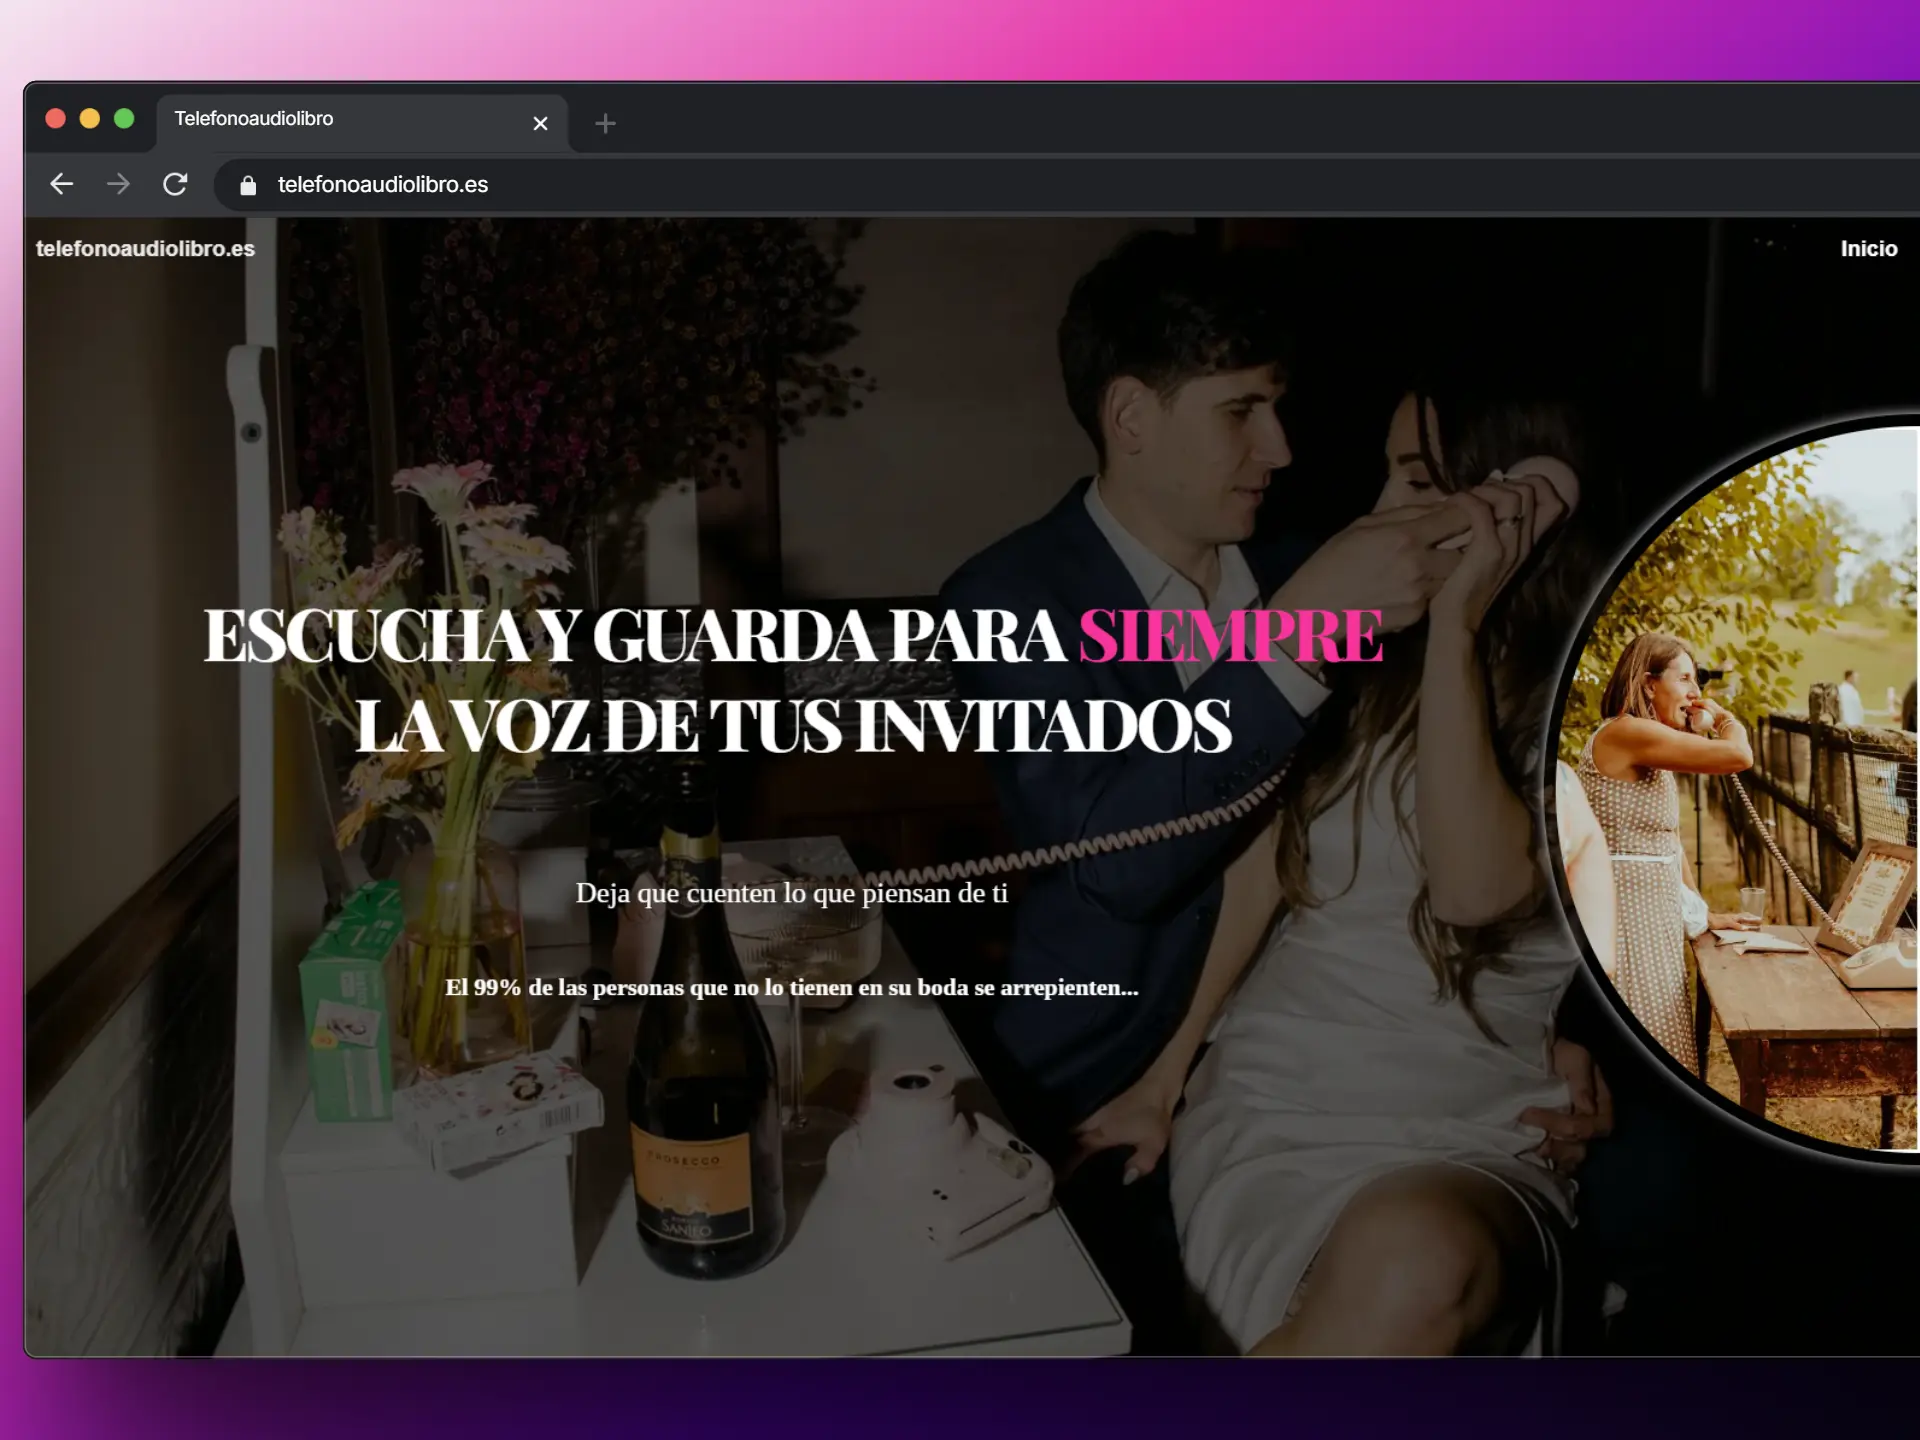 Telefonoaudiolibro
telefonoaudiolibro.es
telefonoaudiolibro.es
Inicio
ESCUCHA Y GUARDA PARA SIEMPRE
LA VOZ DE TUS INVITADOS
Deja que cuenten lo que piensan de ti
El 99% de las personas que no lo tienen en su boda se arrepienten...
PROSECCO